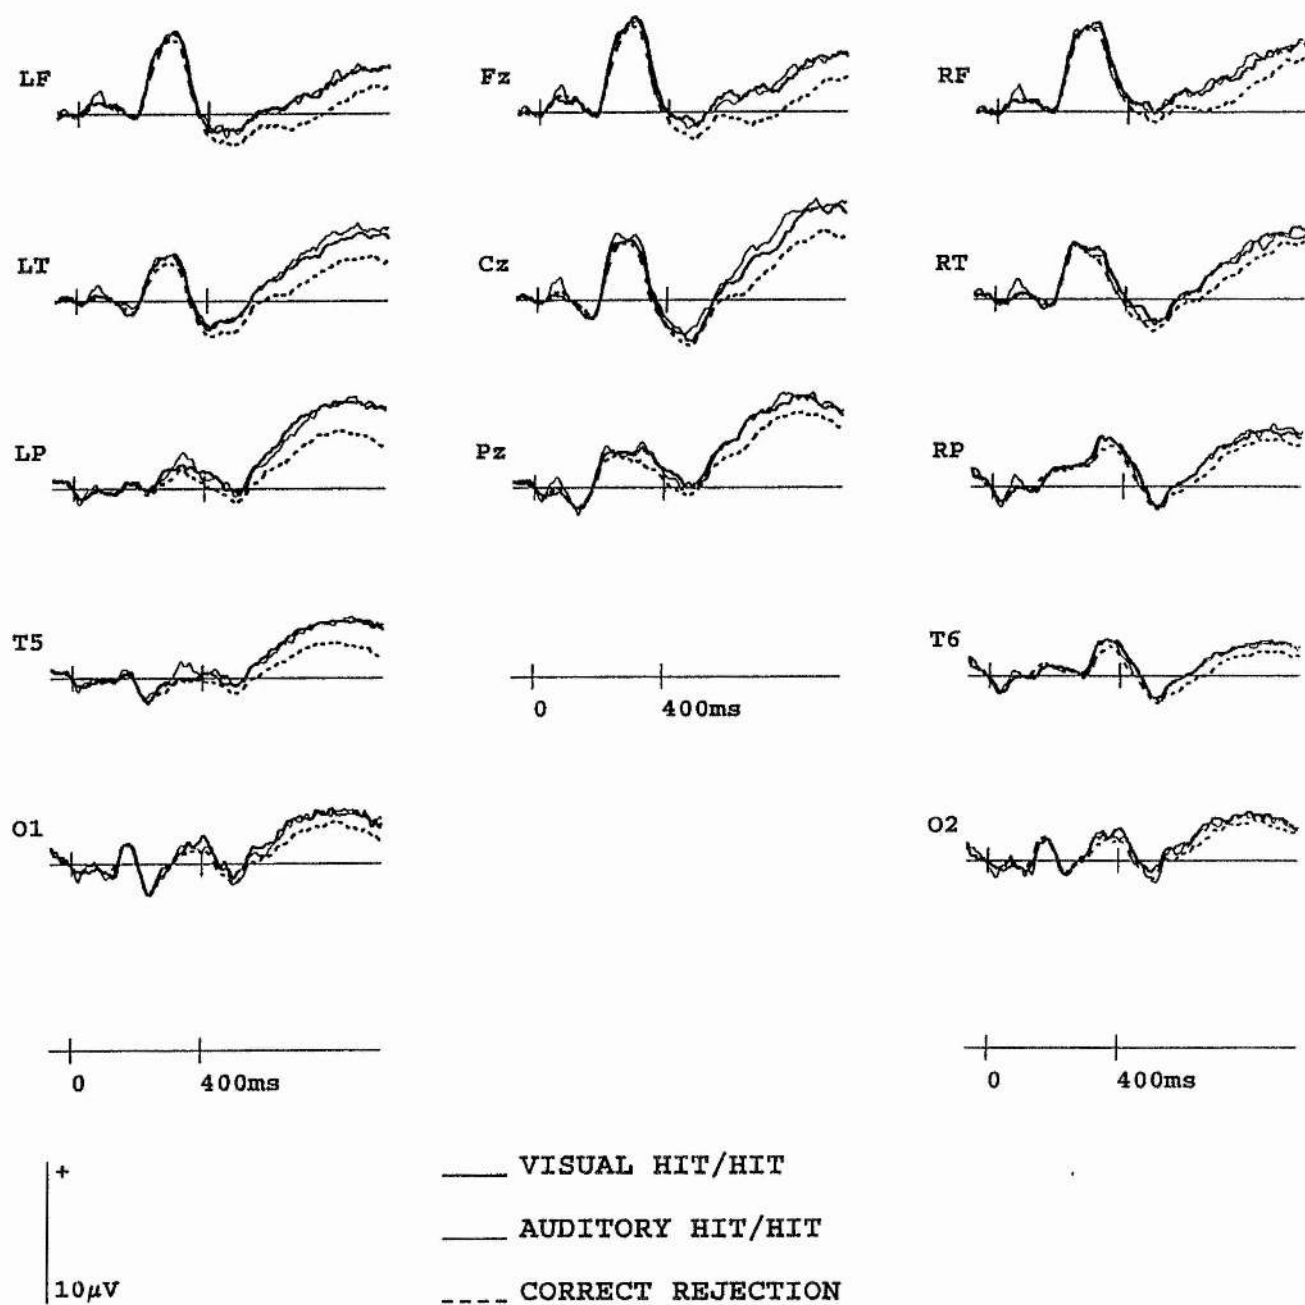 LF
Fz
RF
LT
Cz
RT
LP
Pz
RP
T5
T6
0
400ms
O1
O2
0
400ms
0
400ms
+
VISUAL HIT/HIT
AUDITORY HIT/HIT
10µV
CORRECT REJECTION